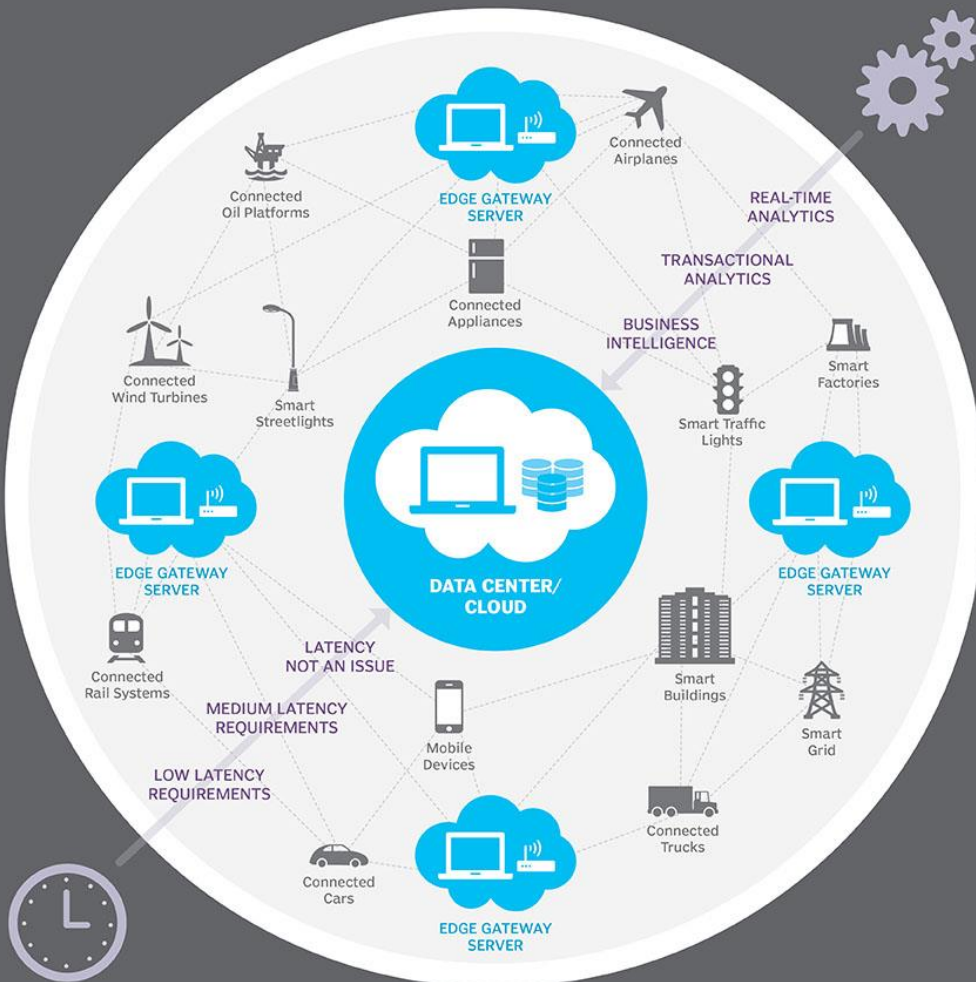 Connected
Airplanes
Connected
Oil Platforms
EDGE GATEWAY
SERVER
REAL-TIME
ANALYTICS
TRANSACTIONAL
ANALYTICS
Connected
Appliances
BUSINESS
INTELLIGENCE
Connected
Wind Turbines
Smart
Streetlights
Smart Traffic
Lights
Smart
Factories
EDGE GATEWAY
SERVER
DATA CENTER/
CLOUD
EDGE GATEWAY
SERVER
Connected
Rail Systems
LATENCY
NOT AN ISSUE
Smart
Buildings
MEDIUM LATENCY
REQUIREMENTS
Mobile
Devices
Smart
Grid
LOW LATENCY
REQUIREMENTS
Connected
Trucks
Connected
Cars
EDGE GATEWAY
SERVER